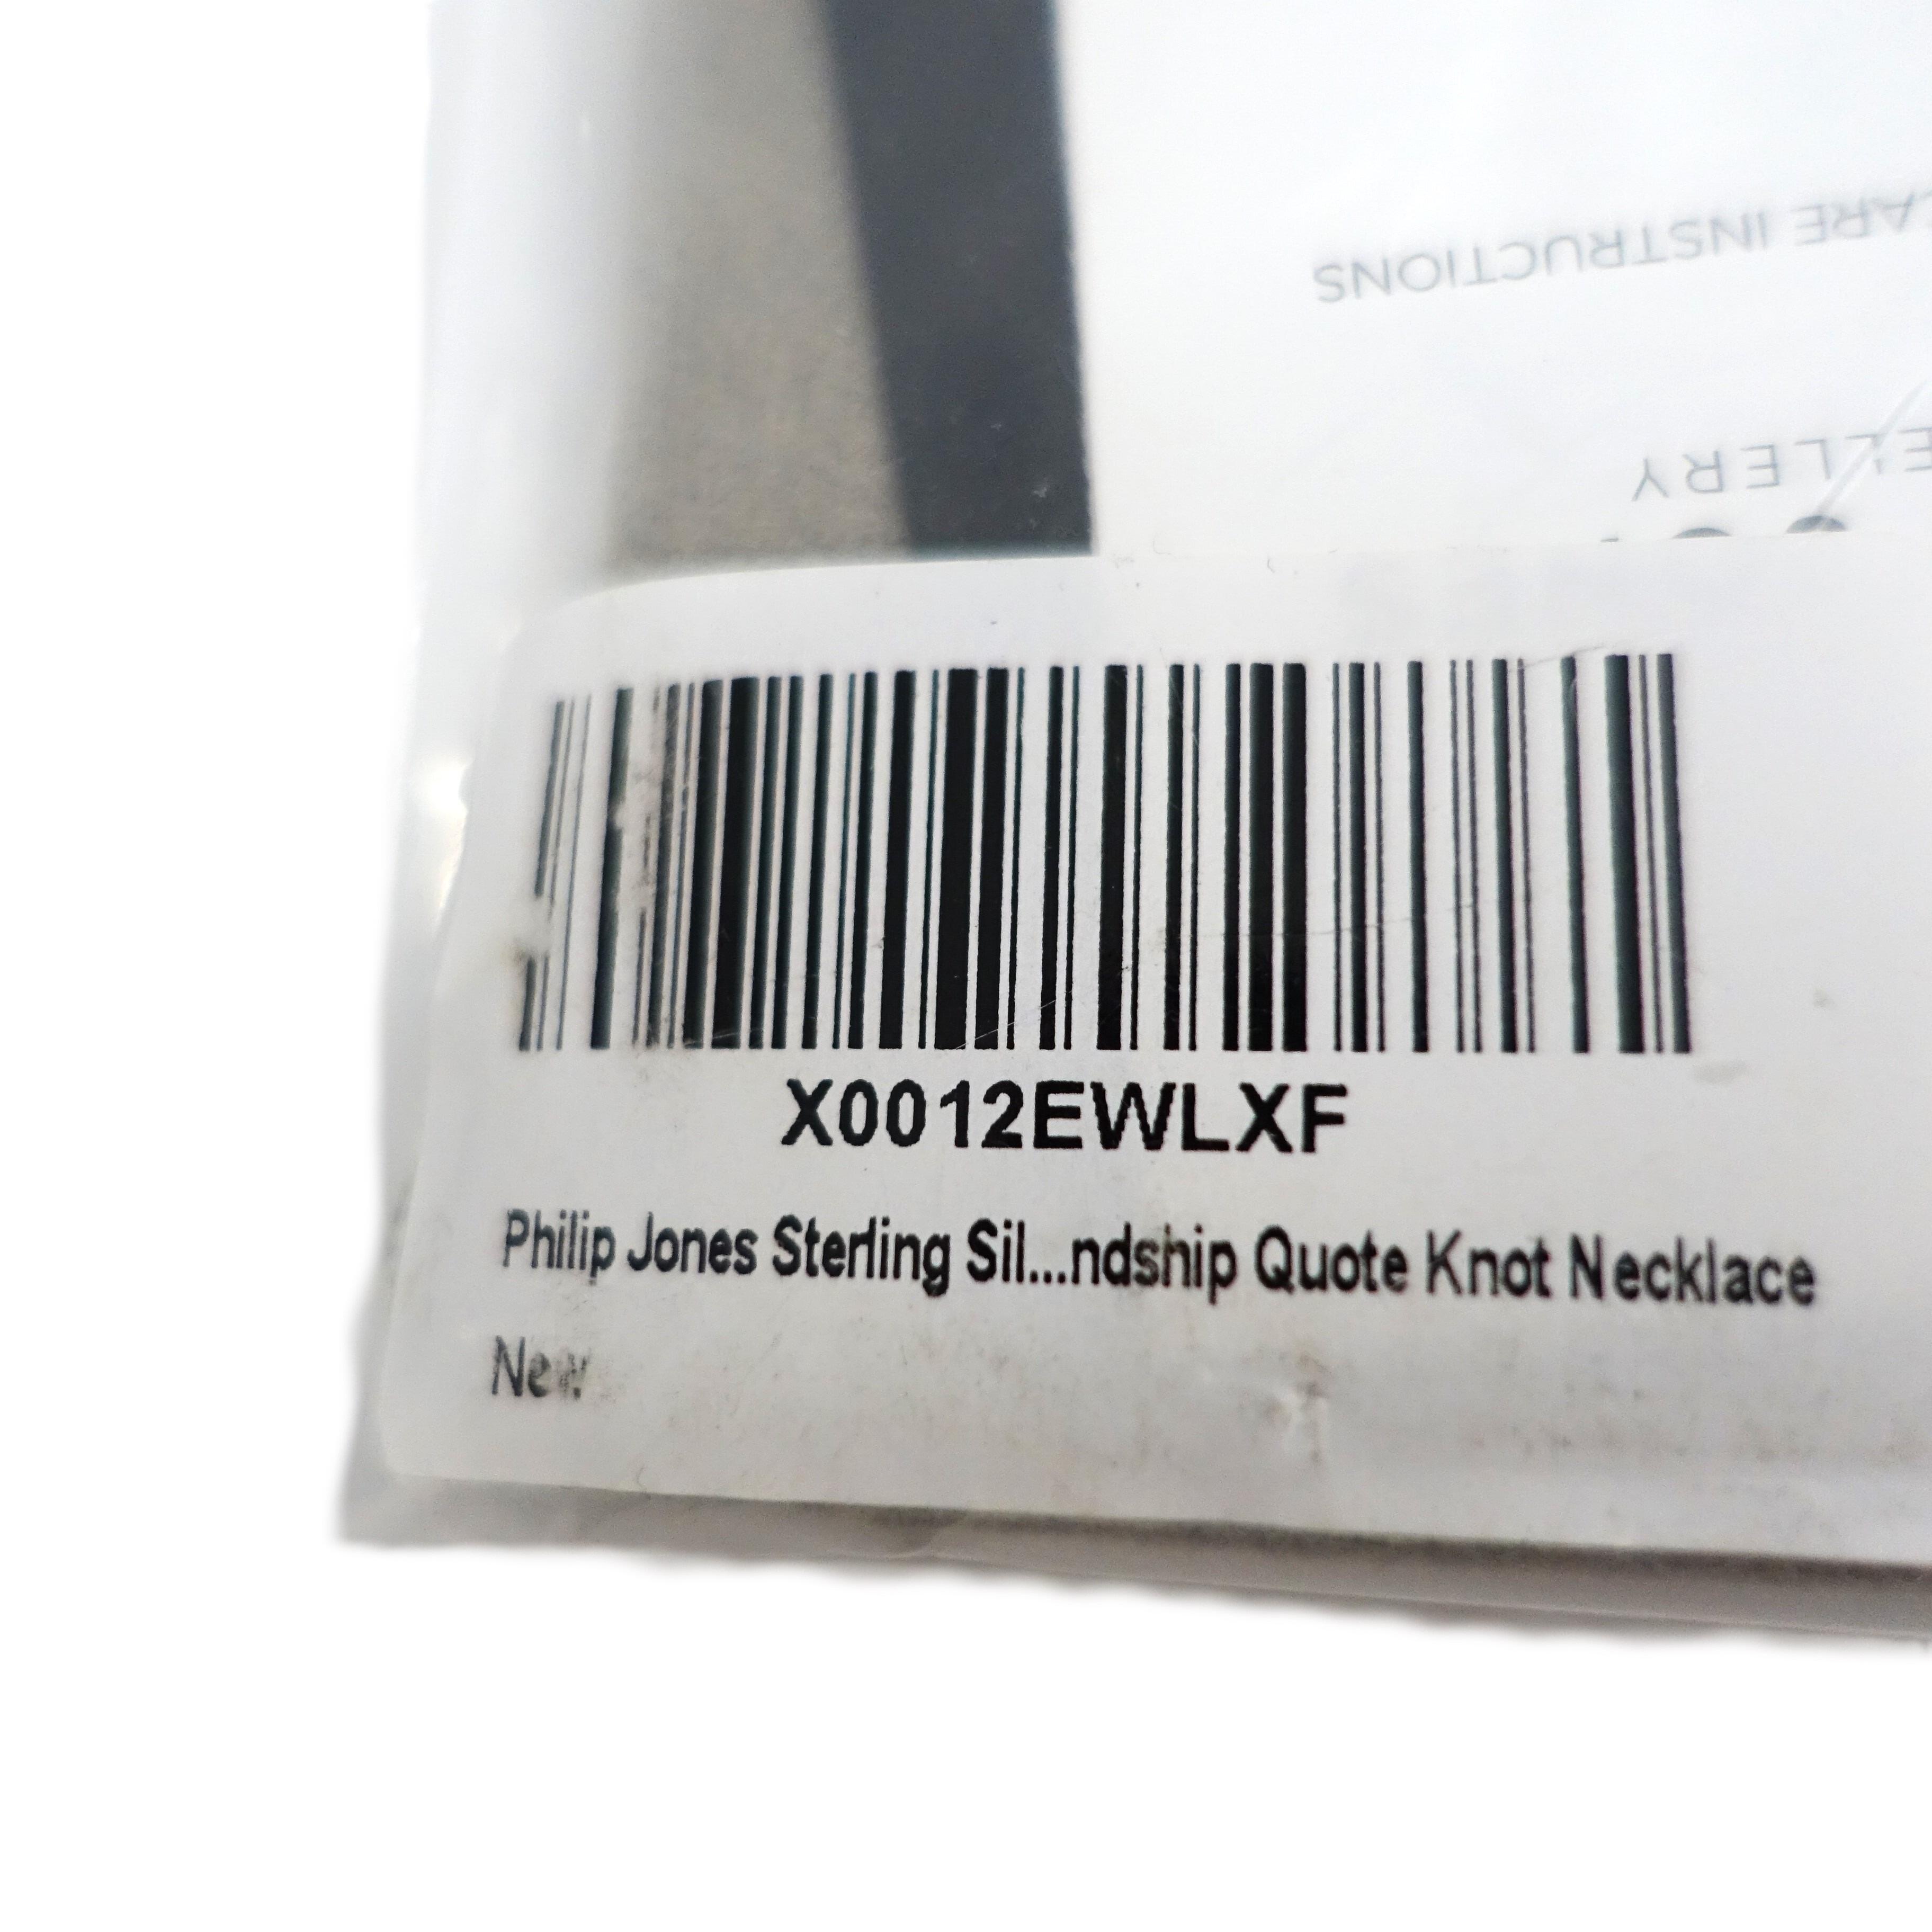 CARE INSTRUCTIONS
ELLERY
X0012EWLXF
Philip Jones Sterling Sil...ndship Quote Knot Necklace
New